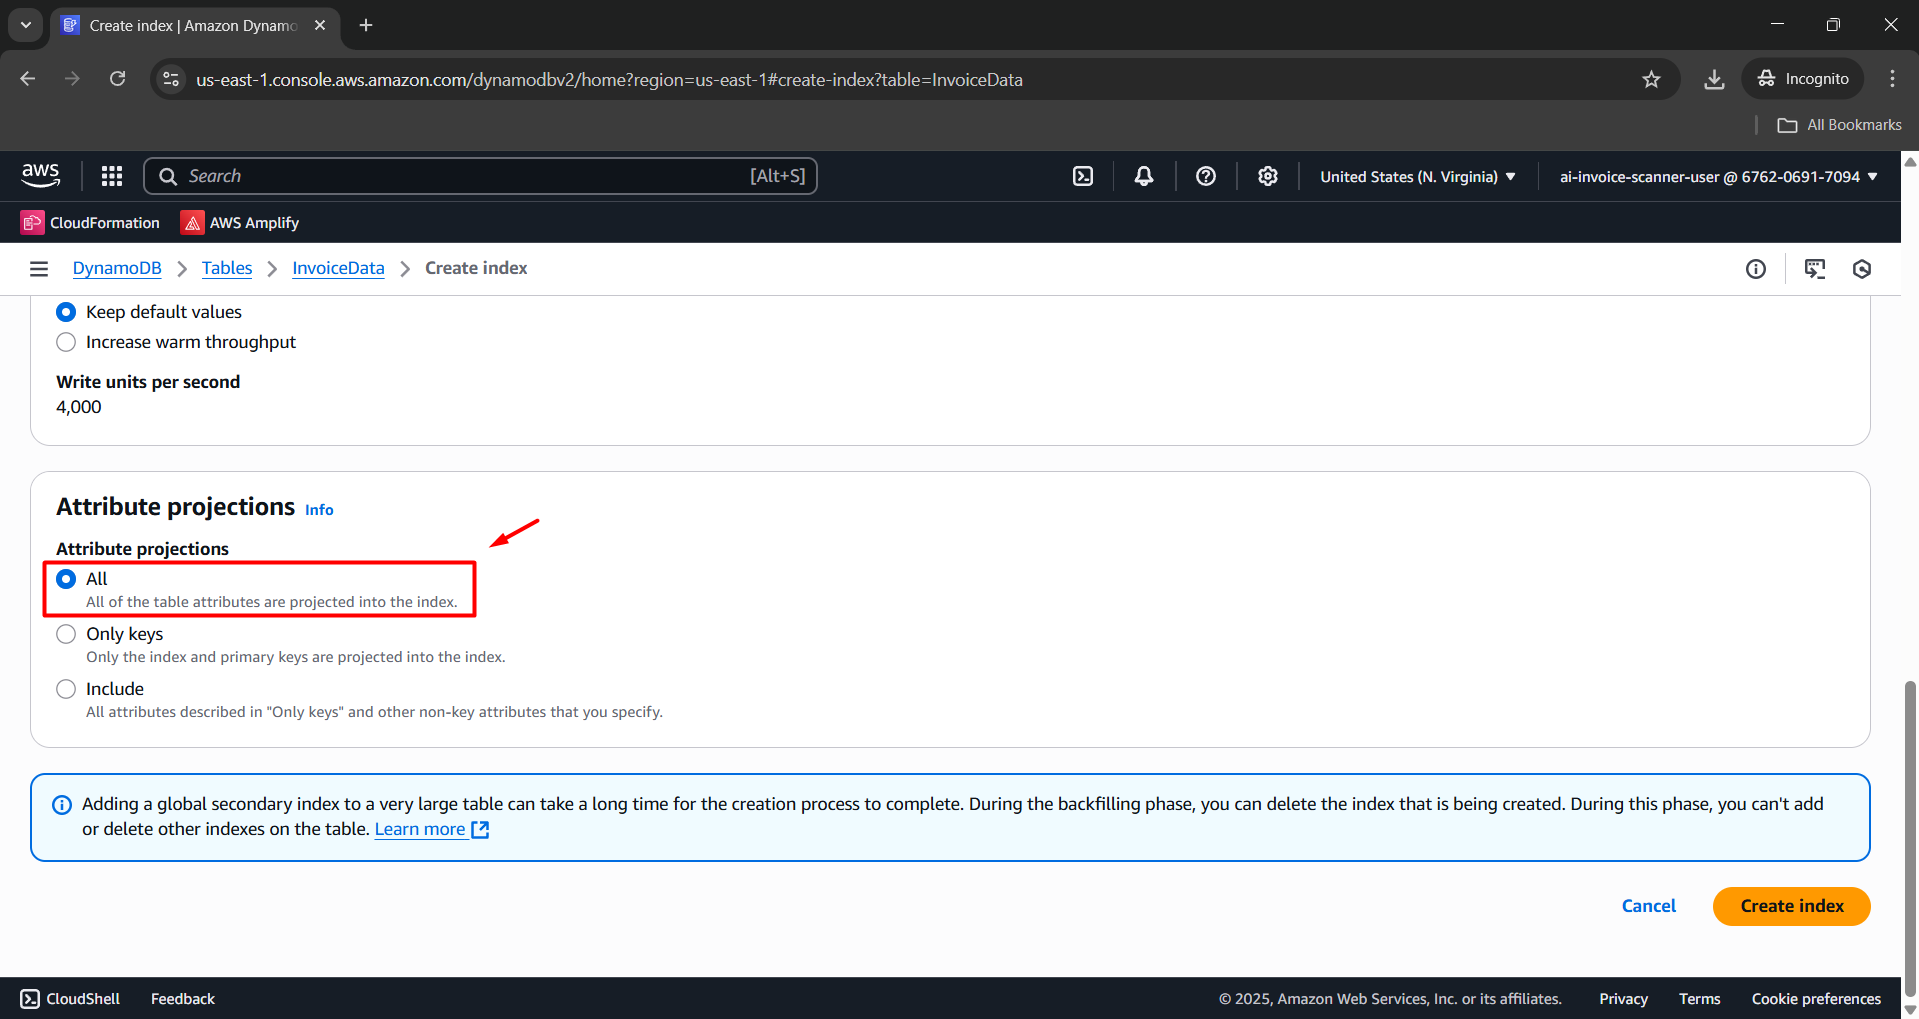 Create index | Amazon Dynamo
us-east-1.console.aws.amazon.com/dynamodbv2/home?region=us-east-1#create-index?table=InvoiceData
Incognito
All Bookmarks
aws
Search
[Alt+S]
United States (N. Virginia)
ai-invoice-scanner-user @ 6762-0691-7094
CloudFormation
AWS Amplify
DynamoDB
Tables
InvoiceData
Create index
Keep default values
Increase warm throughput
Write units per second
4,000
Attribute projections Info
Attribute projections
All
All of the table attributes are projected into the index.
Only keys
Only the index and primary keys are projected into the index.
Include
All attributes described in "Only keys" and other non-key attributes that you specify.
Adding a global secondary index to a very large table can take a long time for the creation process to complete. During the backfilling phase, you can delete the index that is being created. During this phase, you can't add
or delete other indexes on the table. Learn more
Cancel
Create index
CloudShell
Feedback
© 2025, Amazon Web Services, Inc. or its affiliates.
Privacy
Terms
Cookie preferences